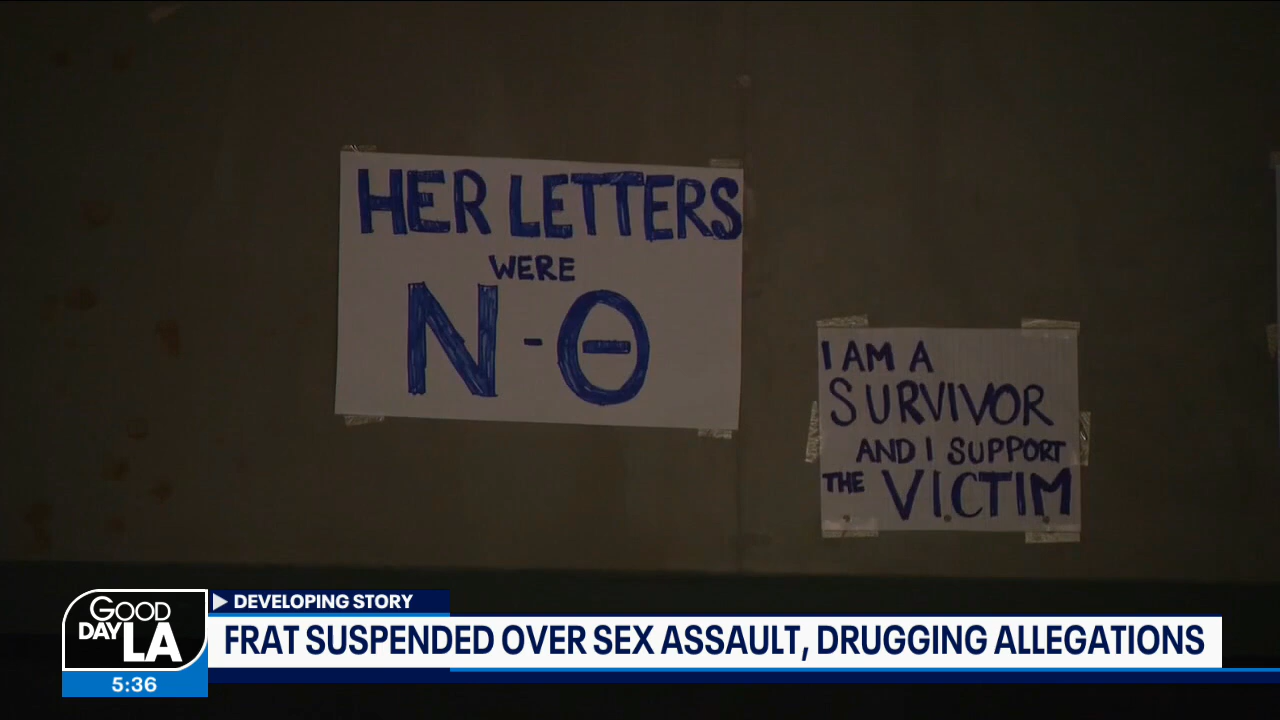 HER LETTERS
WERE
N-Θ
I AM A
SURVIVOR
AND I SUPPORT
THE VICTIM
DEVELOPING STORY
FRAT SUSPENDED OVER SEX ASSAULT, DRUGGING ALLEGATIONS
GOOD
DAY LA
5:36